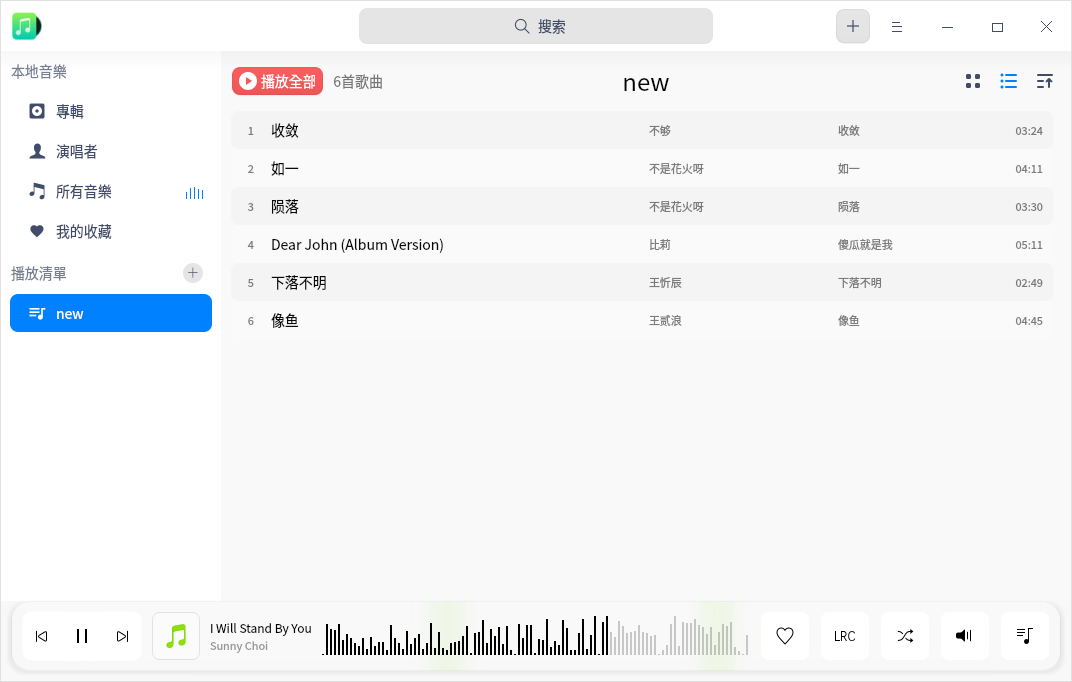 搜索
本地音樂
專輯
演唱者
所有音樂
我的收藏
播放清單
new
播放全部 6首歌曲 new
1 收敛 不够 收敛 03:24
2 如一 不是花火呀 如一 04:11
3 陨落 不是花火呀 陨落 03:30
4 Dear John (Album Version) 比莉 傻瓜就是我 05:11
5 下落不明 王忻辰 下落不明 02:49
6 像鱼 王贰浪 像鱼 04:45
I Will Stand By You
Sunny Choi
LRC